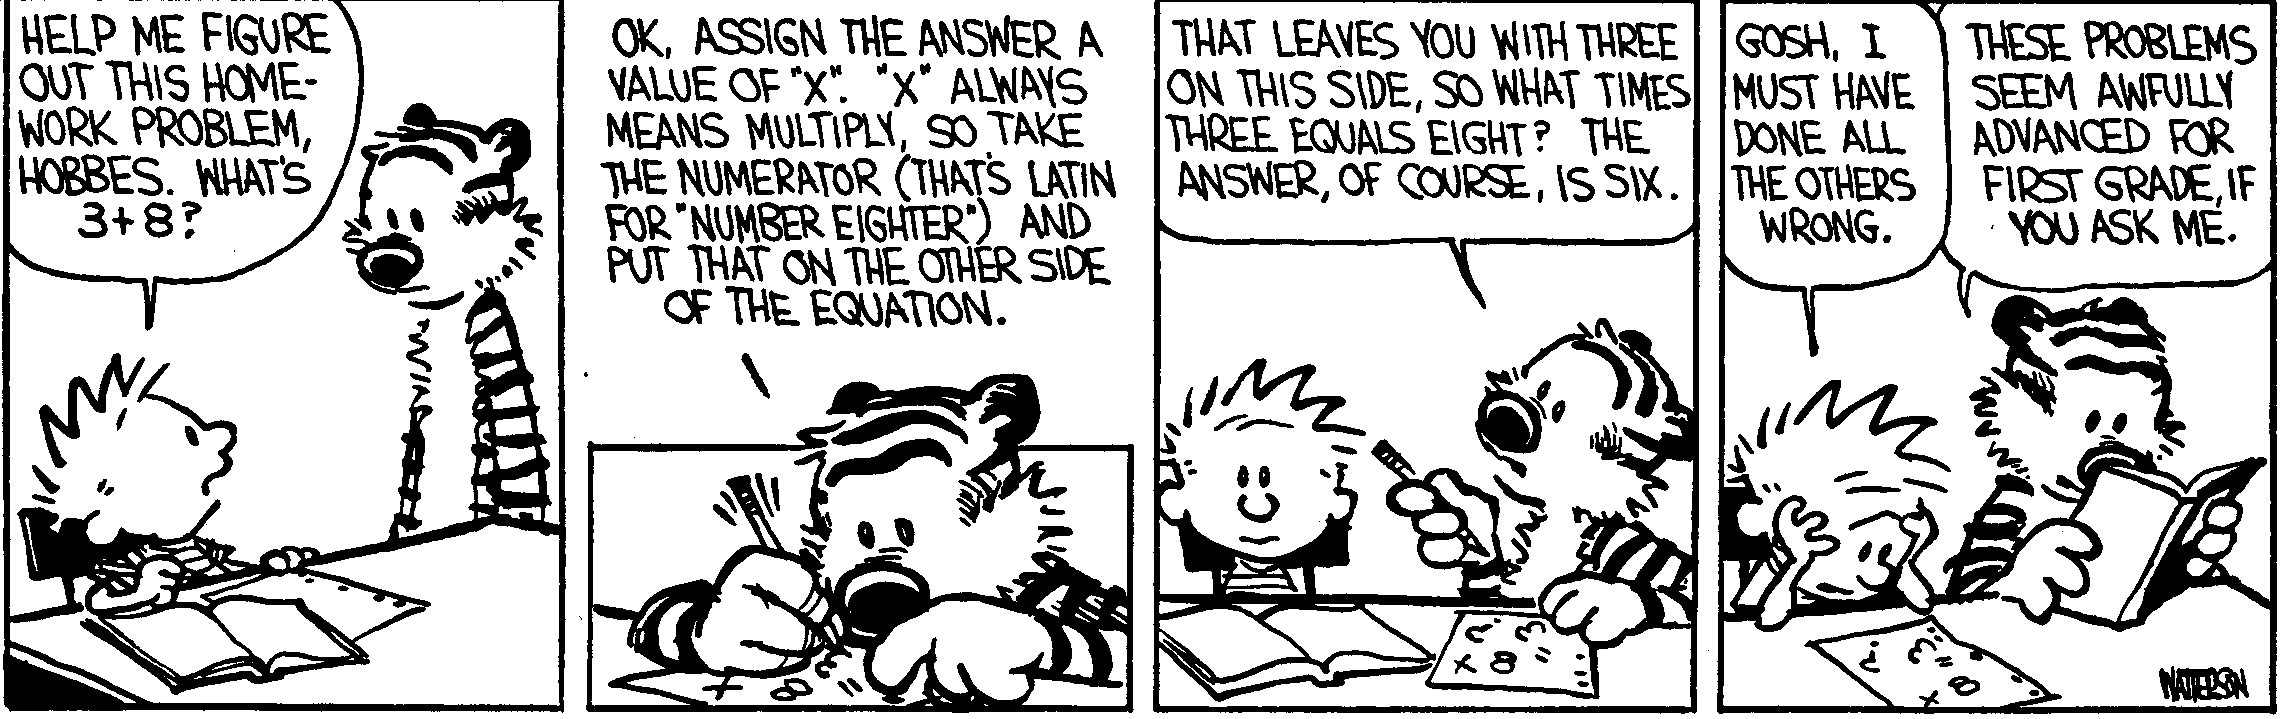 HELP ME FIGURE
OUT THIS HOME-
WORK PROBLEM,
HOBBES. WHAT'S
3+8?
OK, ASSIGN THE ANSWER A
VALUE OF "X". "X" ALWAYS
MEANS MULTIPLY, SO TAKE
THE NUMERATOR (THAT'S LATIN
FOR "NUMBER EIGHTER") AND
PUT THAT ON THE OTHER SIDE
OF THE EQUATION.
THAT LEAVES YOU WITH THREE
ON THIS SIDE, SO WHAT TIMES
THREE EQUALS EIGHT? THE
ANSWER, OF COURSE, IS SIX.
GOSH, I
MUST HAVE
DONE ALL
THE OTHERS
WRONG.
THESE PROBLEMS
SEEM AWFULLY
ADVANCED FOR
FIRST GRADE, IF
YOU ASK ME.
WATTERSON